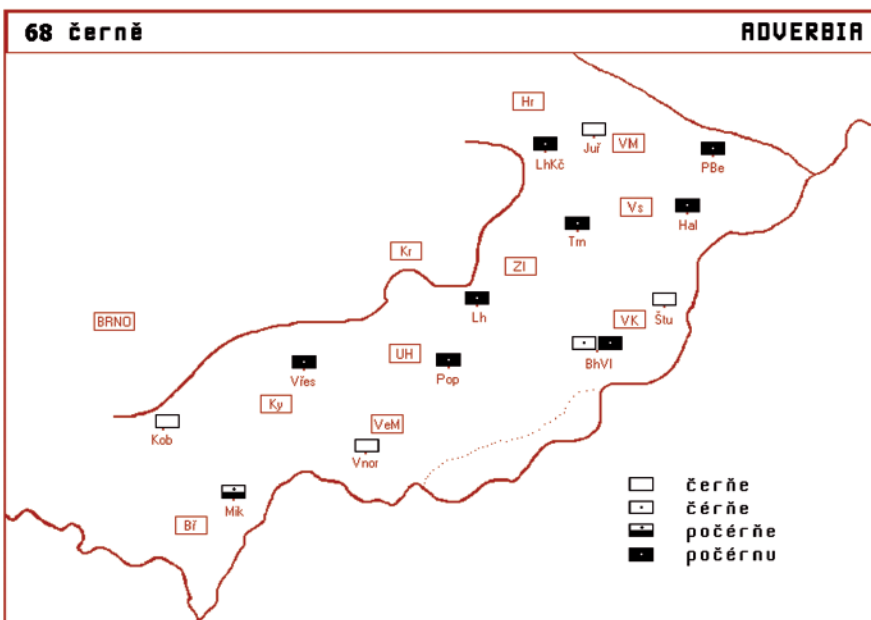 68 černě ADVERBIA
Hr
Juř VM
LhKč PBe
Vs Hal
Trn
Kr
Zl
Lh
BRNO
VK Štu
UH BhVl
Vřes Pop
Ky
VeM
Kob Vnor
Mik
Bř
čerňe
čérňe
počérňe
počérnu